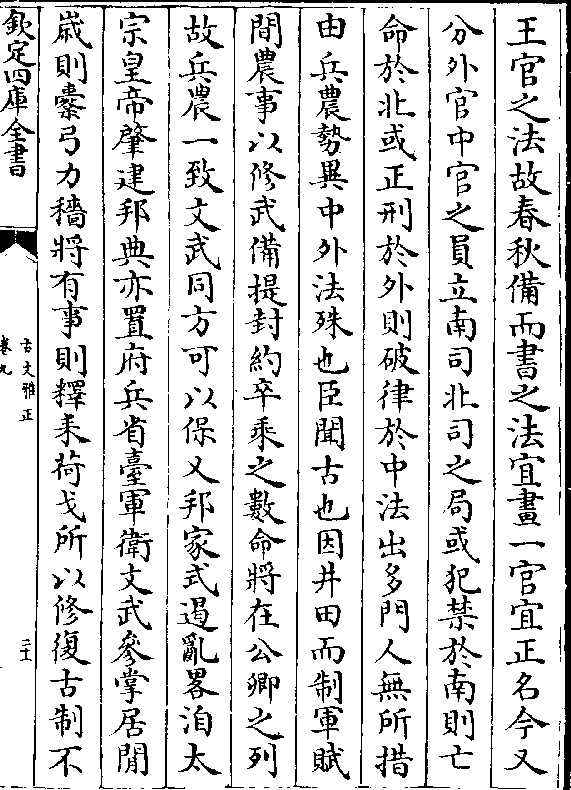 王官之法故春秋備而書之法宜畫一官宜正名今又
分外官中官之員立南司北司之局或犯禁於南則亡
命於北或正刑於外則破律於中法出多門人無所措
由兵農勢異中外法殊也臣聞古也因井田而制軍賦
間農事以修武備提封約卒乘之數命將在公卿之列
故兵農一致文武同方可以保乂邦家式遏亂畧洎太
宗皇帝肇建邦典亦置府兵省臺軍衛文武參掌居閒
歲則櫜弓力穡將有事則釋耒荷戈所以修復古制不
欽定四庫全書
古文雅正
卷九